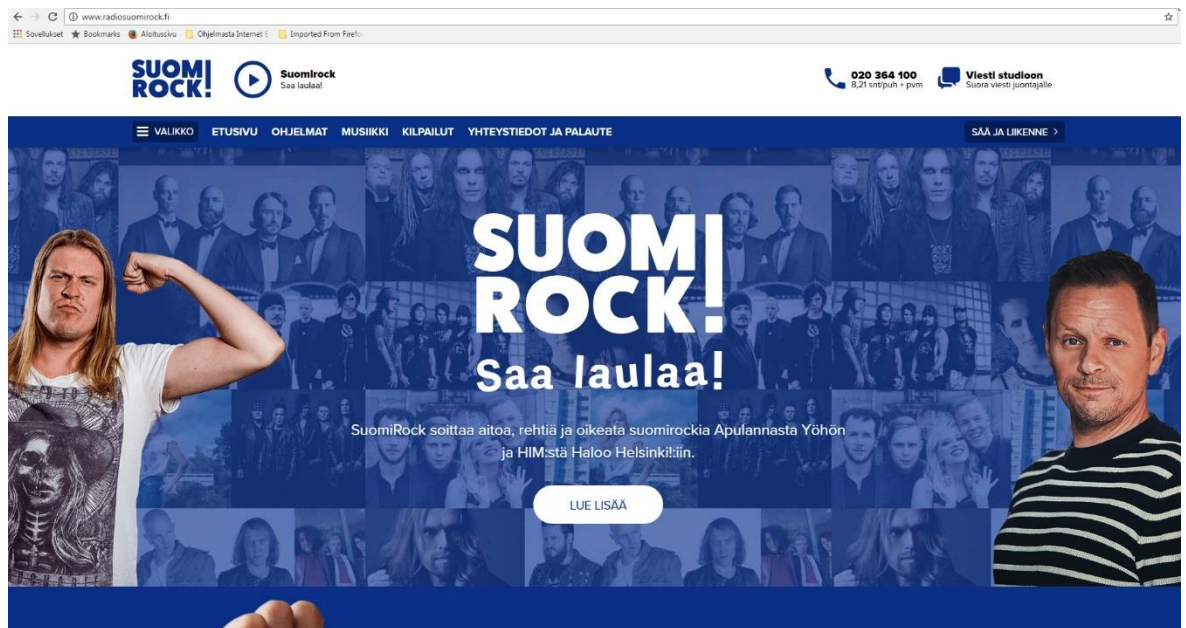 www.radiosuomirock.fi
Sovellukset Bookmarks Aloitussivu Ohjelmasta Internet E Imported From Firefo
SUOMI
ROCK!
Suomirock
Saa laulaa!
020 364 100
8,21 snt/puh + pvm
Viesti studioon
Suora viesti juontajalle
VALIKKO ETUSIVU OHJELMAT MUSIIKKI KILPAILUT YHTEYSTIEDOT JA PALAUTE SÄÄ JA LIIKENNE >
SUOMI
ROCK!
Saa laulaa!
SuomiRock soittaa aitoa, rehtiä ja oikeata suomirockia Apulannasta Yöhön
ja HIM:stä Haloo Helsinki!:iin.
LUE LISÄÄ